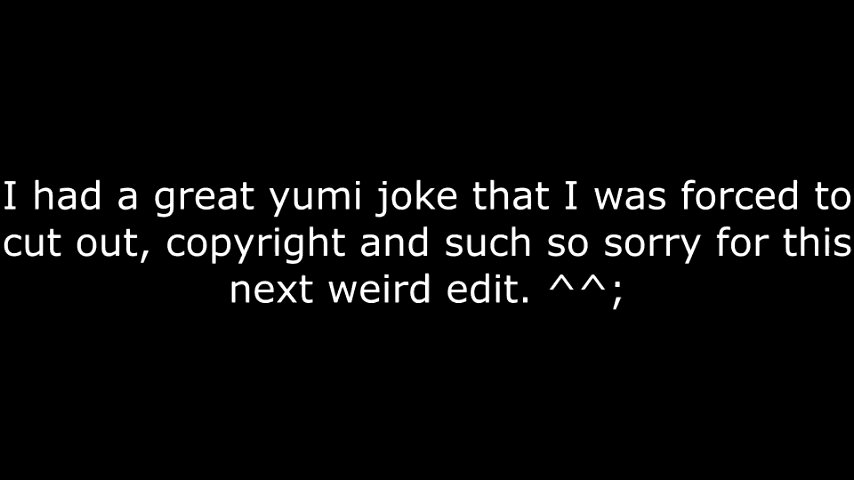 I had a great yumi joke that I was forced to
cut out, copyright and such so sorry for this
next weird edit. ^^;